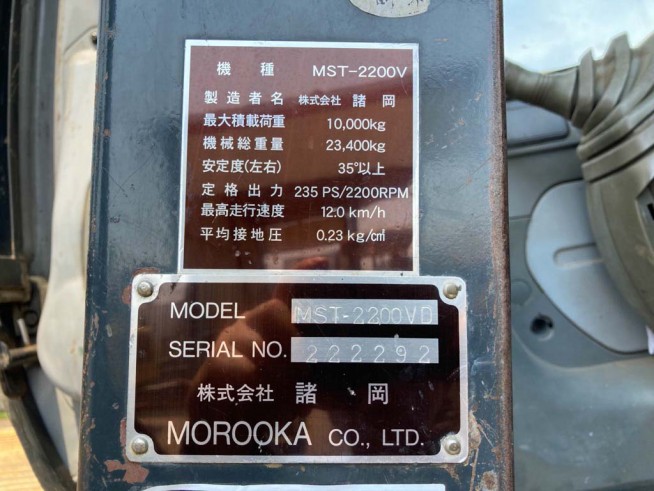 機種 MST-2200V
製造者名 株式会社 諸岡
最大積載荷重 10,000kg
機械総重量 23,400kg
安定度(左右) 35°以上
定格出力 235 PS/2200RPM
最高走行速度 12.0 km/h
平均接地圧 0.23 kg/c㎡
MODEL MST-2200VD
SERIAL NO. 222292
株式会社 諸岡
MOROOKA CO., LTD.